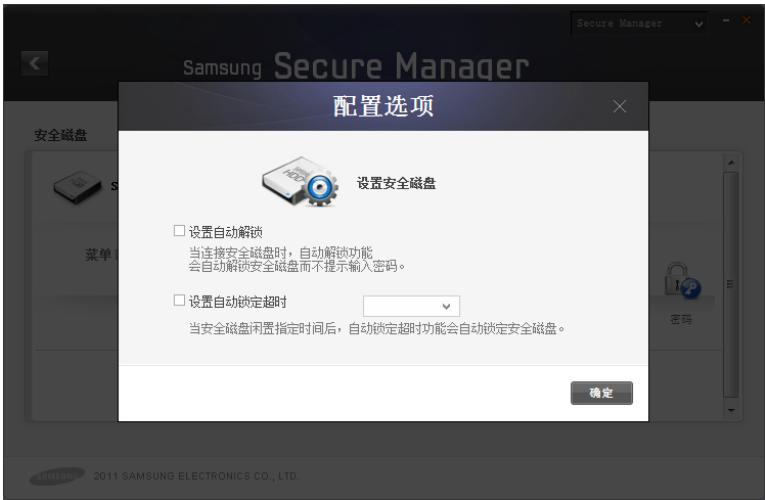 Secure Manager
Samsung Secure Manager
配置选项
安全磁盘
HDD
设置安全磁盘
S
设置自动解锁
当连接安全磁盘时，自动解锁功能
会自动解锁安全磁盘而不提示输入密码。
菜单
设置自动锁定超时
当安全磁盘闲置指定时间后，自动锁定超时功能会自动锁定安全磁盘。
密码
确定
SAMSUNG 2011 SAMSUNG ELECTRONICS CO., LTD.